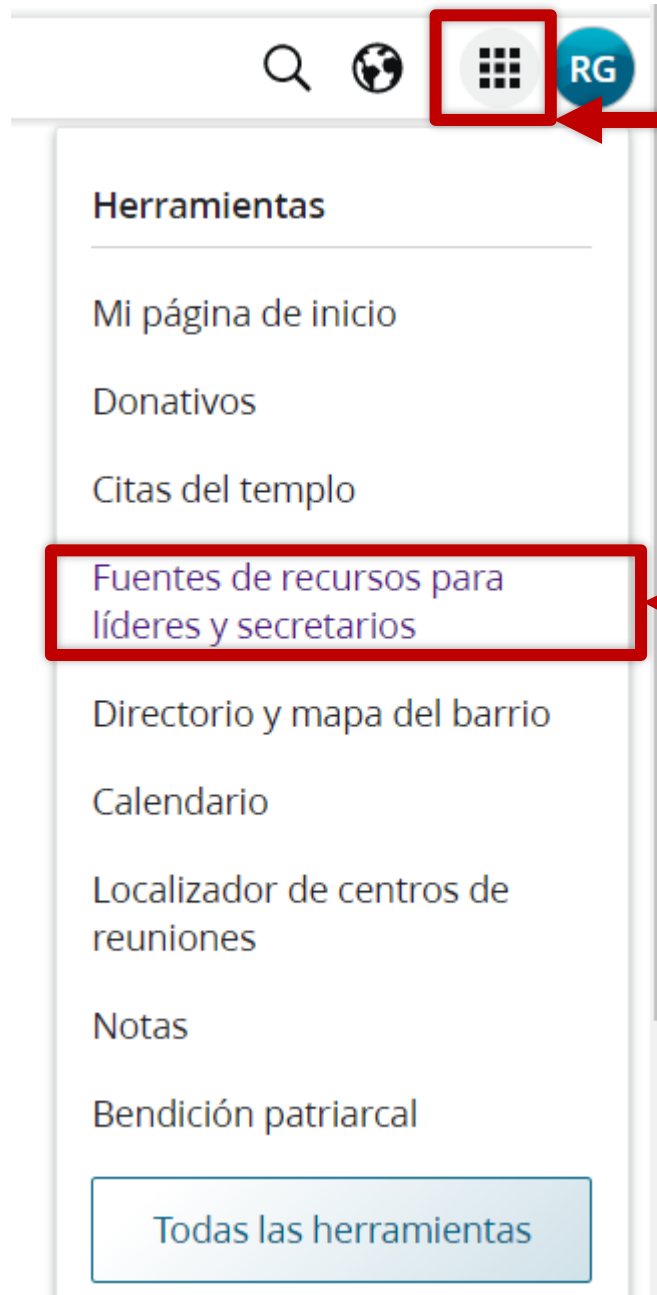 RG
Herramientas
Mi página de inicio
Donativos
Citas del templo
Fuentes de recursos para
líderes y secretarios
Directorio y mapa del barrio
Calendario
Localizador de centros de
reuniones
Notas
Bendición patriarcal
Todas las herramientas